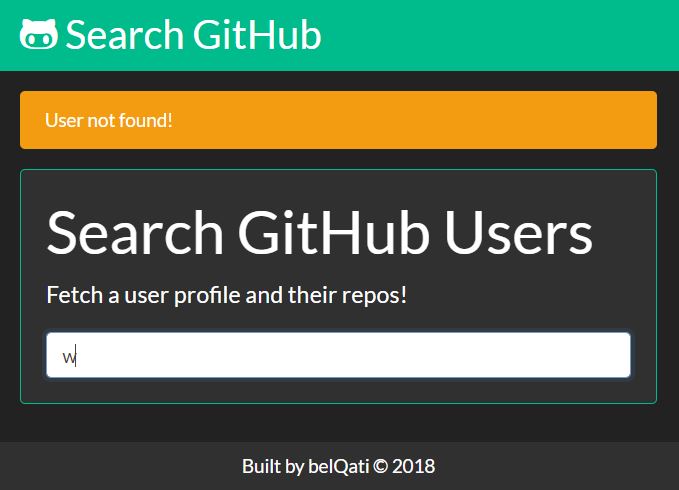 Search GitHub
User not found!
Search GitHub Users
Fetch a user profile and their repos!
w
Built by belQati © 2018